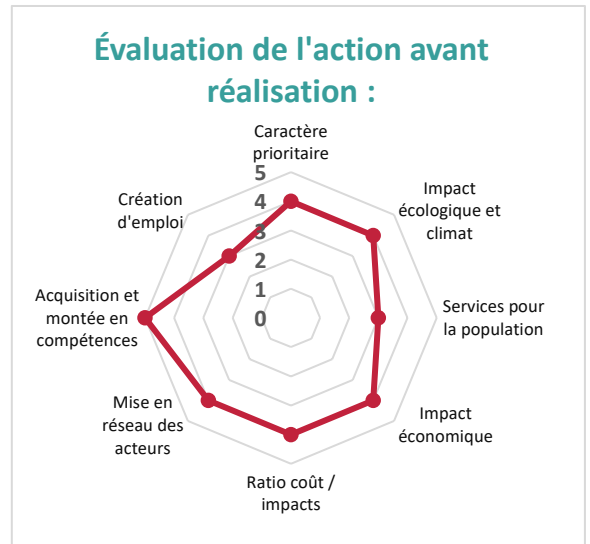 Évaluation de l'action avant
réalisation :
Caractère
prioritaire
Impact
écologique et
climat
Services pour
la population
Impact
économique
Ratio coût /
impacts
Mise en
réseau des
acteurs
Acquisition et
montée en
compétences
Création
d'emploi
5
4
3
2
1
0